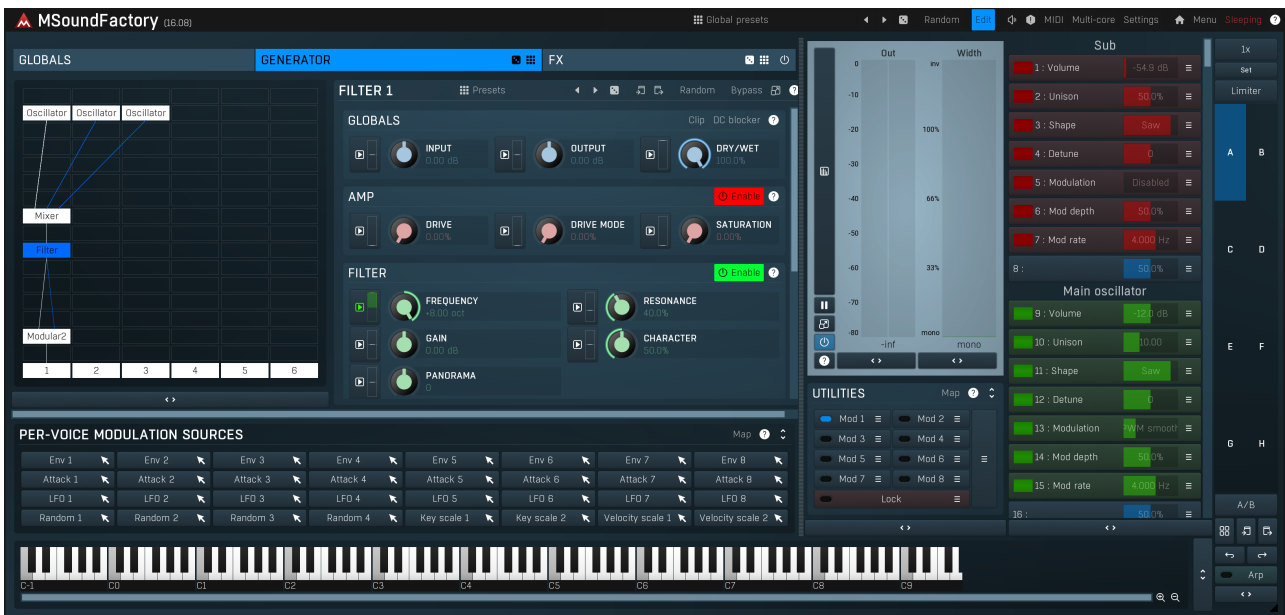 MSoundFactory (16.08)
Global presets
Random
Edit
MIDI Multi-core Settings
Menu
Sleeping
?
GLOBALS
GENERATOR
FX
Oscillator Oscillator Oscillator
Mixer
Filter
Modular2
1 2 3 4 5 6
FILTER 1
Presets
Random
Bypass
?
GLOBALS
Clip DC blocker ?
INPUT
0.00 dB
OUTPUT
0.00 dB
DRY/WET
100.0%
AMP
Enable ?
DRIVE
0.00%
DRIVE MODE
0.00%
SATURATION
0.00%
FILTER
Enable ?
FREQUENCY
+8.00 oct
RESONANCE
40.0%
GAIN
0.00 dB
CHARACTER
50.0%
PANORAMA
0
PER-VOICE MODULATION SOURCES
Map ?
Env 1 Env 2 Env 3 Env 4 Env 5 Env 6 Env 7 Env 8
Attack 1 Attack 2 Attack 3 Attack 4 Attack 5 Attack 6 Attack 7 Attack 8
LFO 1 LFO 2 LFO 3 LFO 4 LFO 5 LFO 6 LFO 7 LFO 8
Random 1 Random 2 Random 3 Random 4 Key scale 1 Key scale 2 Velocity scale 1 Velocity scale 2
Out Width
0 inv
-10
-20 100%
-30
-40 66%
-50
-60 33%
-70
-80 mono
-inf mono
?
UTILITIES
Map ?
Mod 1 Mod 2
Mod 3 Mod 4
Mod 5 Mod 6
Mod 7 Mod 8
Lock
Sub
1 : Volume -54.9 dB
2 : Unison 50.0%
3 : Shape Saw
4 : Detune 0
5 : Modulation Disabled
6 : Mod depth 50.0%
7 : Mod rate 4.000 Hz
8 : 50.0%
Main oscillator
9 : Volume -12.0 dB
10 : Unison 10.00
11 : Shape Saw
12 : Detune 0
13 : Modulation PWM smooth
14 : Mod depth 50.0%
15 : Mod rate 4.000 Hz
16 : 50.0%
1x
Set
Limiter
A B
C D
E F
G H
A/B
Arp
C-1 C0 C1 C2 C3 C4 C5 C6 C7 C8 C9